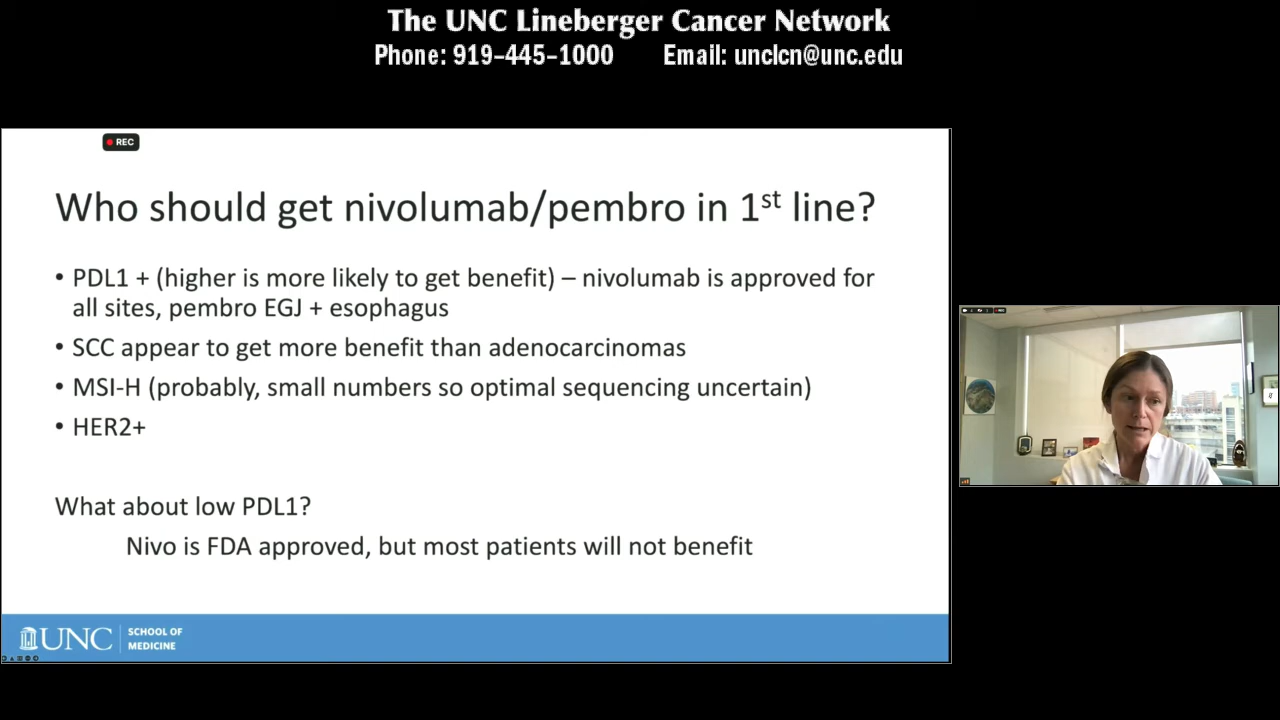 The UNC Lineberger Cancer Network
Phone: 919-445-1000 Email: unclcn@unc.edu
REC
Who should get nivolumab/pembro in 1st line?
• PDL1 + (higher is more likely to get benefit) – nivolumab is approved for
all sites, pembro EGJ + esophagus
• SCC appear to get more benefit than adenocarcinomas
• MSI-H (probably, small numbers so optimal sequencing uncertain)
• HER2+
What about low PDL1?
Nivo is FDA approved, but most patients will not benefit
UNC
SCHOOL OF
MEDICINE